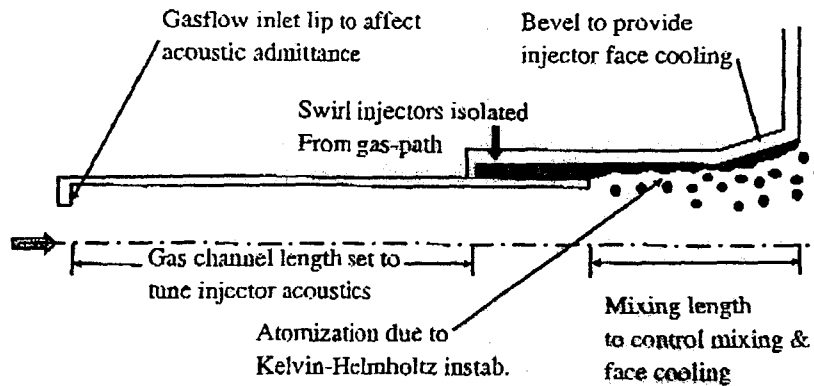 Gasflow inlet lip to affect
acoustic admittance
Bevel to provide
injector face cooling
Swirl injectors isolated
From gas-path
Gas channel length set to
tune injector acoustics
Atomization due to
Kelvin-Helmholtz instab.
Mixing length
to control mixing &
face cooling